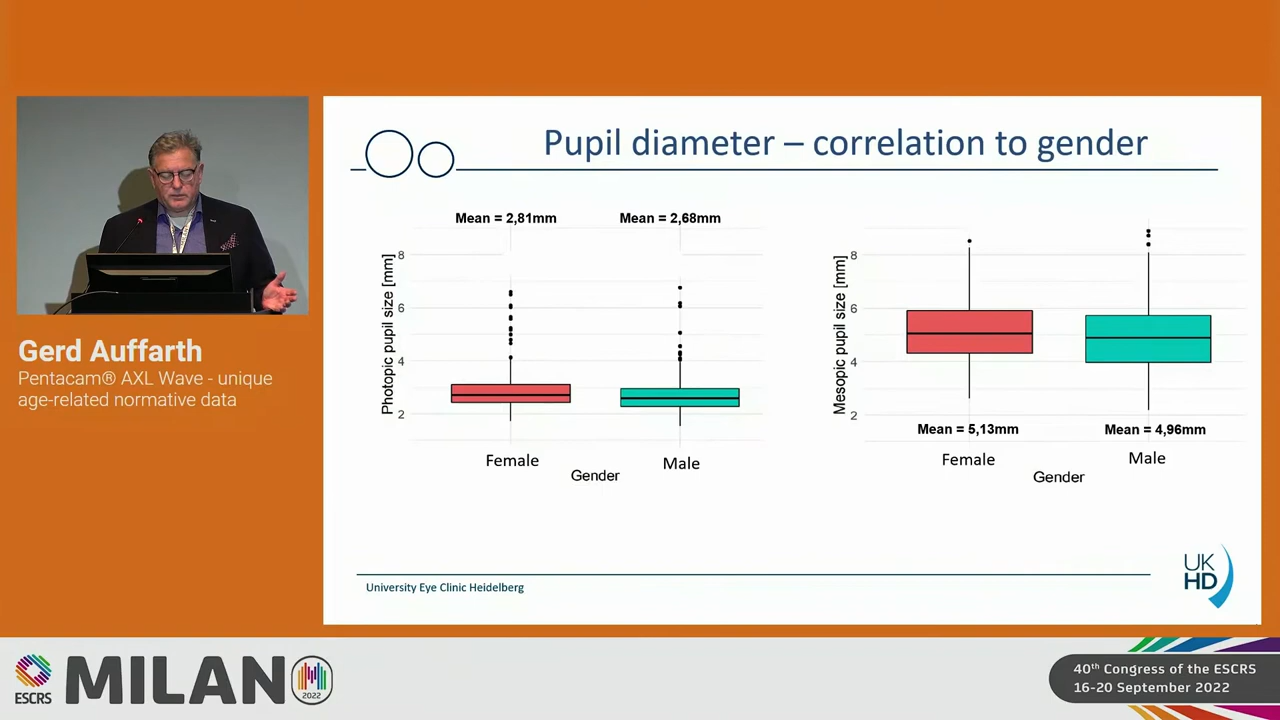 Gerd Auffarth
Pentacam® AXL Wave - unique
age-related normative data
Pupil diameter – correlation to gender
Mean = 2,81mm
Mean = 2,68mm
Photopic pupil size [mm]
8
6
4
2
Female
Male
Gender
Mesopic pupil size [mm]
8
6
4
2
Mean = 5,13mm
Mean = 4,96mm
Female
Male
Gender
University Eye Clinic Heidelberg
UK
HD
ESCRS
MILANO
2022
40th Congress of the ESCRS
16-20 September 2022